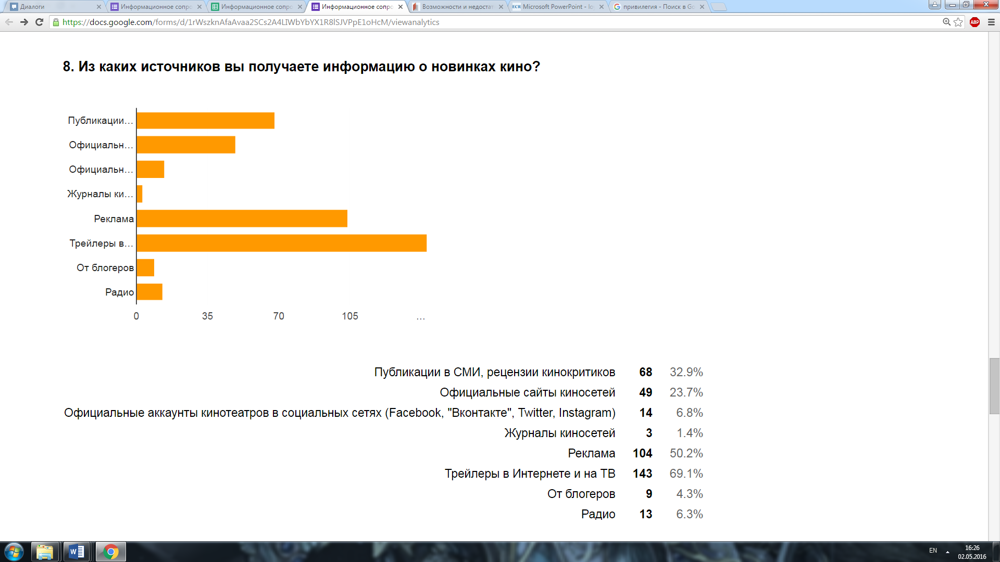 Диалоги
Информационное сопро
Информационное сопро
Информационное сопро
Возможности и недостат
ECR Microsoft PowerPoint - lo
привилегия - Поиск в Go
https://docs.google.com/forms/d/1rWszknAfaAvaa2SCs2A4LIWbYbYX1R8lSJVPpE1oHcM/viewanalytics
ABP
8. Из каких источников вы получаете информацию о новинках кино?
Публикации…
Официальн…
Официальн…
Журналы ки…
Реклама
Трейлеры в…
От блогеров
Радио
0 35 70 105 …
Публикации в СМИ, рецензии кинокритиков 68 32.9%
Официальные сайты киносетей 49 23.7%
Официальные аккаунты кинотеатров в социальных сетях (Facebook, "Вконтакте", Twitter, Instagram) 14 6.8%
Журналы киносетей 3 1.4%
Реклама 104 50.2%
Трейлеры в Интернете и на ТВ 143 69.1%
От блогеров 9 4.3%
Радио 13 6.3%
EN
16:26
02.05.2016